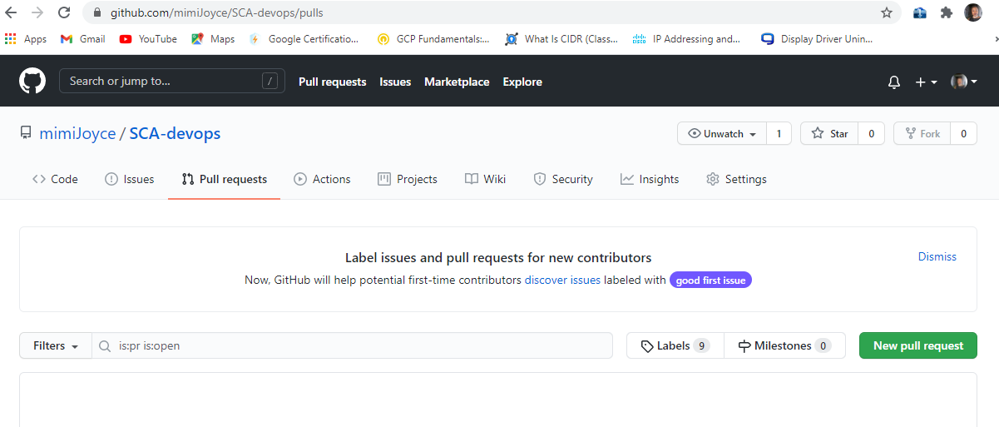 github.com/mimiJoyce/SCA-devops/pulls
Apps Gmail YouTube Maps Google Certificatio... GCP Fundamentals:... What Is CIDR (Class... IP Addressing and... Display Driver Unin...
Search or jump to... / Pull requests Issues Marketplace Explore
mimiJoyce / SCA-devops Unwatch 1 Star 0 Fork 0
Code Issues Pull requests Actions Projects Wiki Security Insights Settings
Label issues and pull requests for new contributors Dismiss
Now, GitHub will help potential first-time contributors discover issues labeled with good first issue
Filters is:pr is:open Labels 9 Milestones 0 New pull request